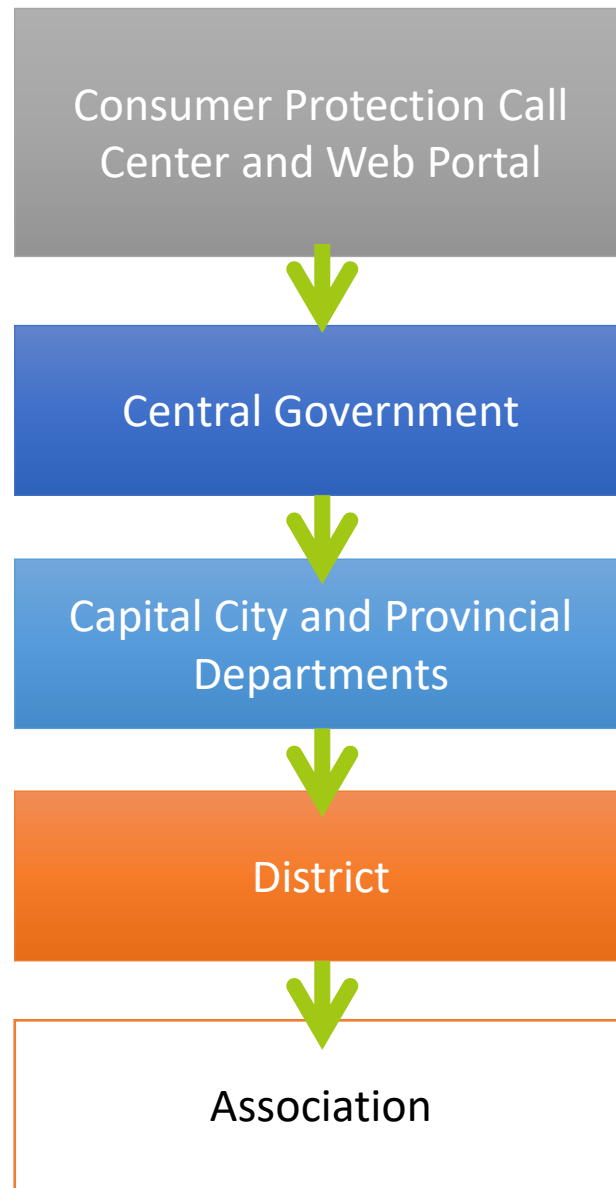 Consumer Protection Call
Center and Web Portal
Central Government
Capital City and Provincial
Departments
District
Association